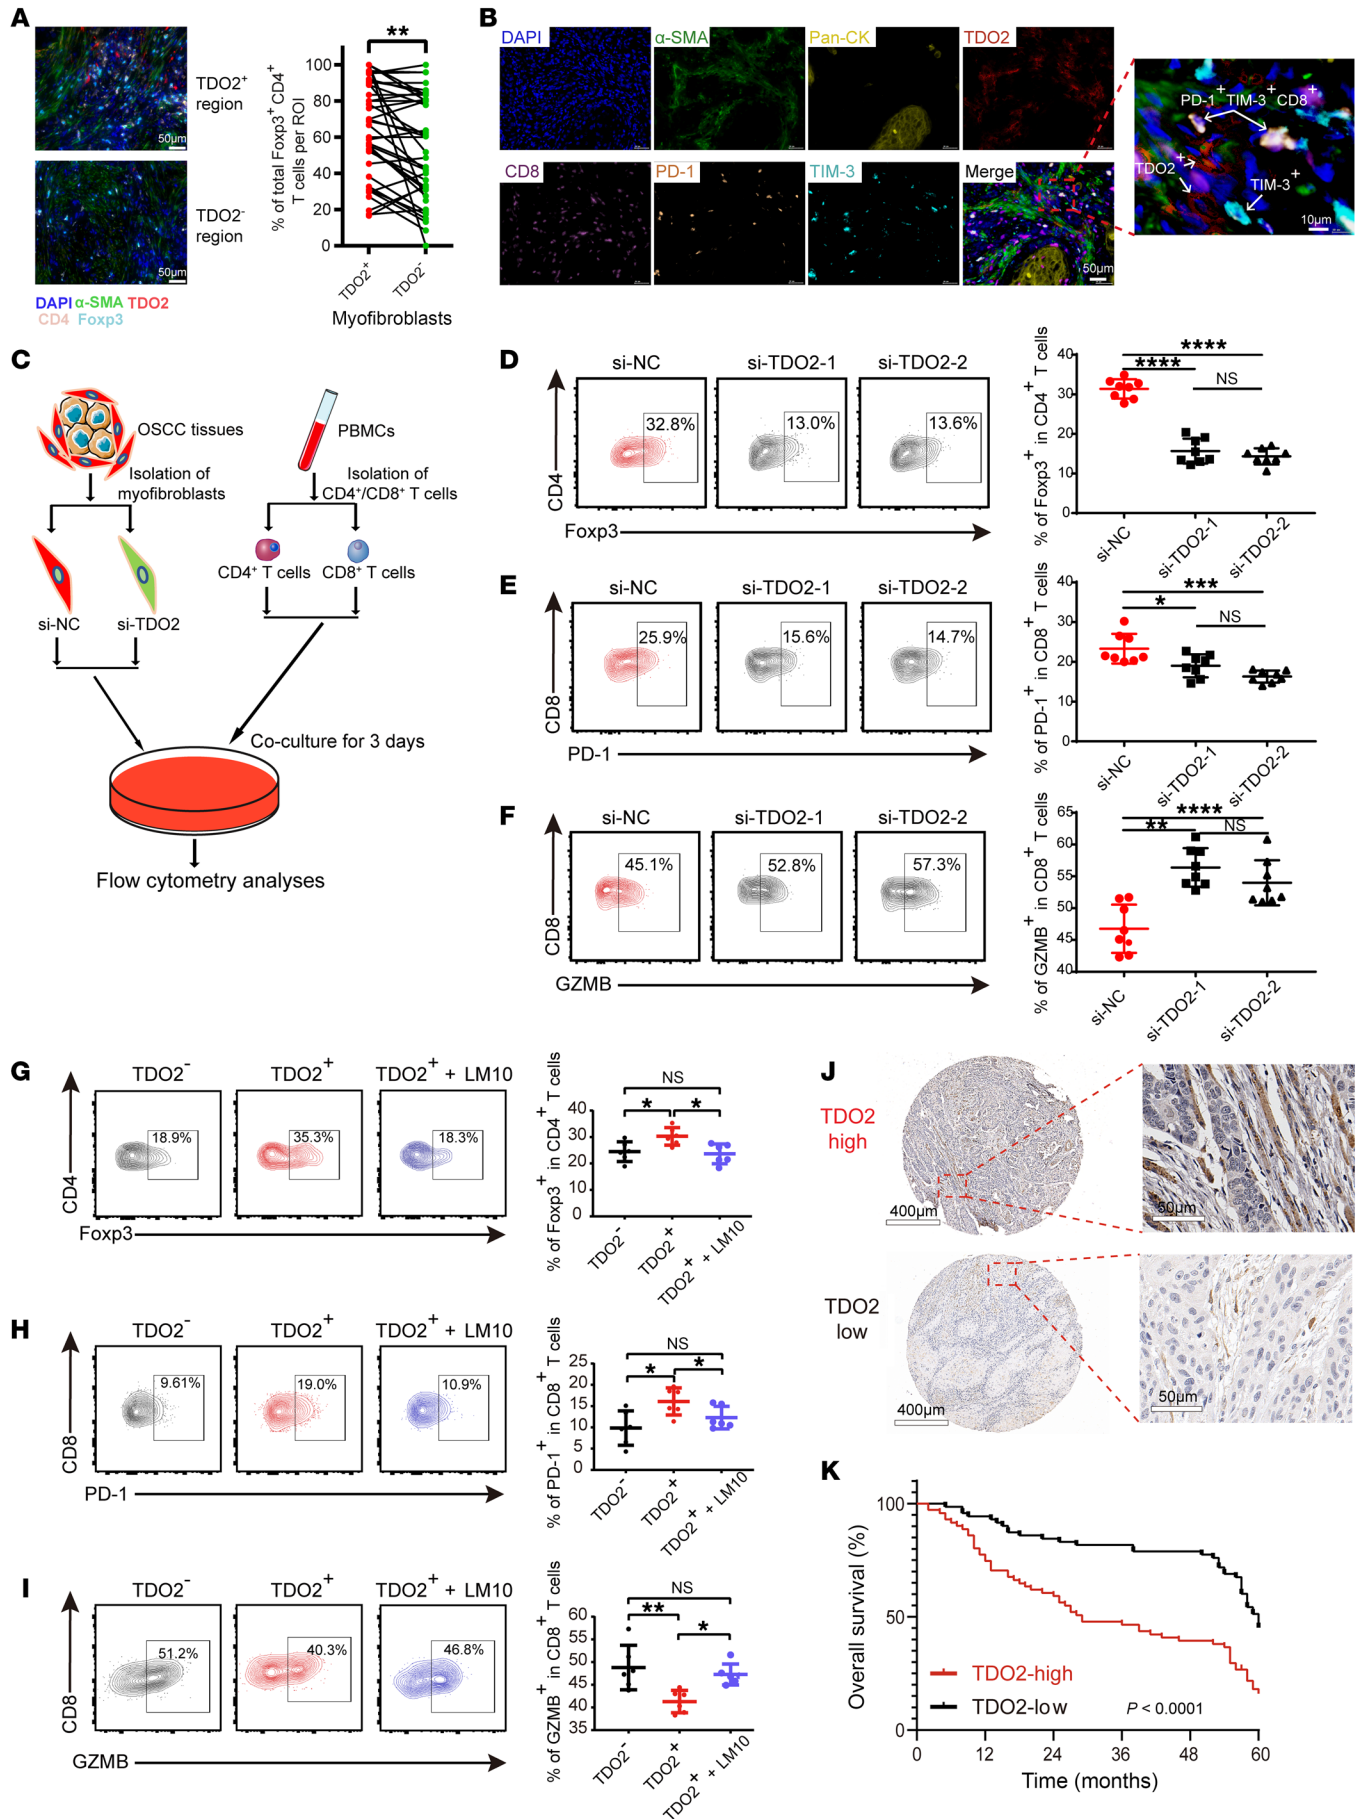 A
TDO2+
region
50μm
TDO2-
region
50μm
DAPI α-SMA TDO2
CD4 Foxp3
**
% of total Foxp3+ CD4+
T cells per ROI
100
80
60
40
20
0
TDO2+
TDO2-
Myofibroblasts
B
DAPI
α-SMA
Pan-CK
TDO2
CD8
PD-1
TIM-3
Merge
50μm
PD-1+TIM-3+CD8+
TDO2+
TIM-3+
10μm
C
OSCC tissues
PBMCs
Isolation of
myofibroblasts
Isolation of
CD4+/CD8+ T cells
CD4+ T cells
CD8+ T cells
si-NC
si-TDO2
Co-culture for 3 days
Flow cytometry analyses
D
si-NC
si-TDO2-1
si-TDO2-2
32.8%
13.0%
13.6%
CD4
Foxp3
% of Foxp3+ in CD4+ T cells
40
30
20
10
0
****
****
NS
si-NC
si-TDO2-1
si-TDO2-2
E
si-NC
si-TDO2-1
si-TDO2-2
25.9%
15.6%
14.7%
CD8
PD-1
% of PD-1+ in CD8+ T cells
40
30
20
10
0
***
*
NS
si-NC
si-TDO2-1
si-TDO2-2
F
si-NC
si-TDO2-1
si-TDO2-2
45.1%
52.8%
57.3%
CD8
GZMB
% of GZMB+ in CD8+ T cells
65
60
55
50
45
40
****
**
NS
si-NC
si-TDO2-1
si-TDO2-2
G
TDO2-
TDO2+
TDO2+ + LM10
18.9%
35.3%
18.3%
CD4
Foxp3
% of Foxp3+ in CD4+ T cells
40
30
20
10
0
NS
*
*
TDO2-
TDO2+
TDO2+ + LM10
H
TDO2-
TDO2+
TDO2+ + LM10
9.61%
19.0%
10.9%
CD8
PD-1
% of PD-1+ in CD8+ T cells
25
20
15
10
5
0
NS
*
*
TDO2-
TDO2+
TDO2+ + LM10
I
TDO2-
TDO2+
TDO2+ + LM10
51.2%
40.3%
46.8%
CD8
GZMB
% of GZMB+ in CD8+ T cells
60
55
50
45
40
35
NS
**
*
TDO2-
TDO2+
TDO2+ + LM10
J
TDO2
high
400μm
50μm
TDO2
low
400μm
50μm
K
Overall survival (%)
100
50
0
TDO2-high
TDO2-low
P < 0.0001
0
12
24
36
48
60
Time (months)